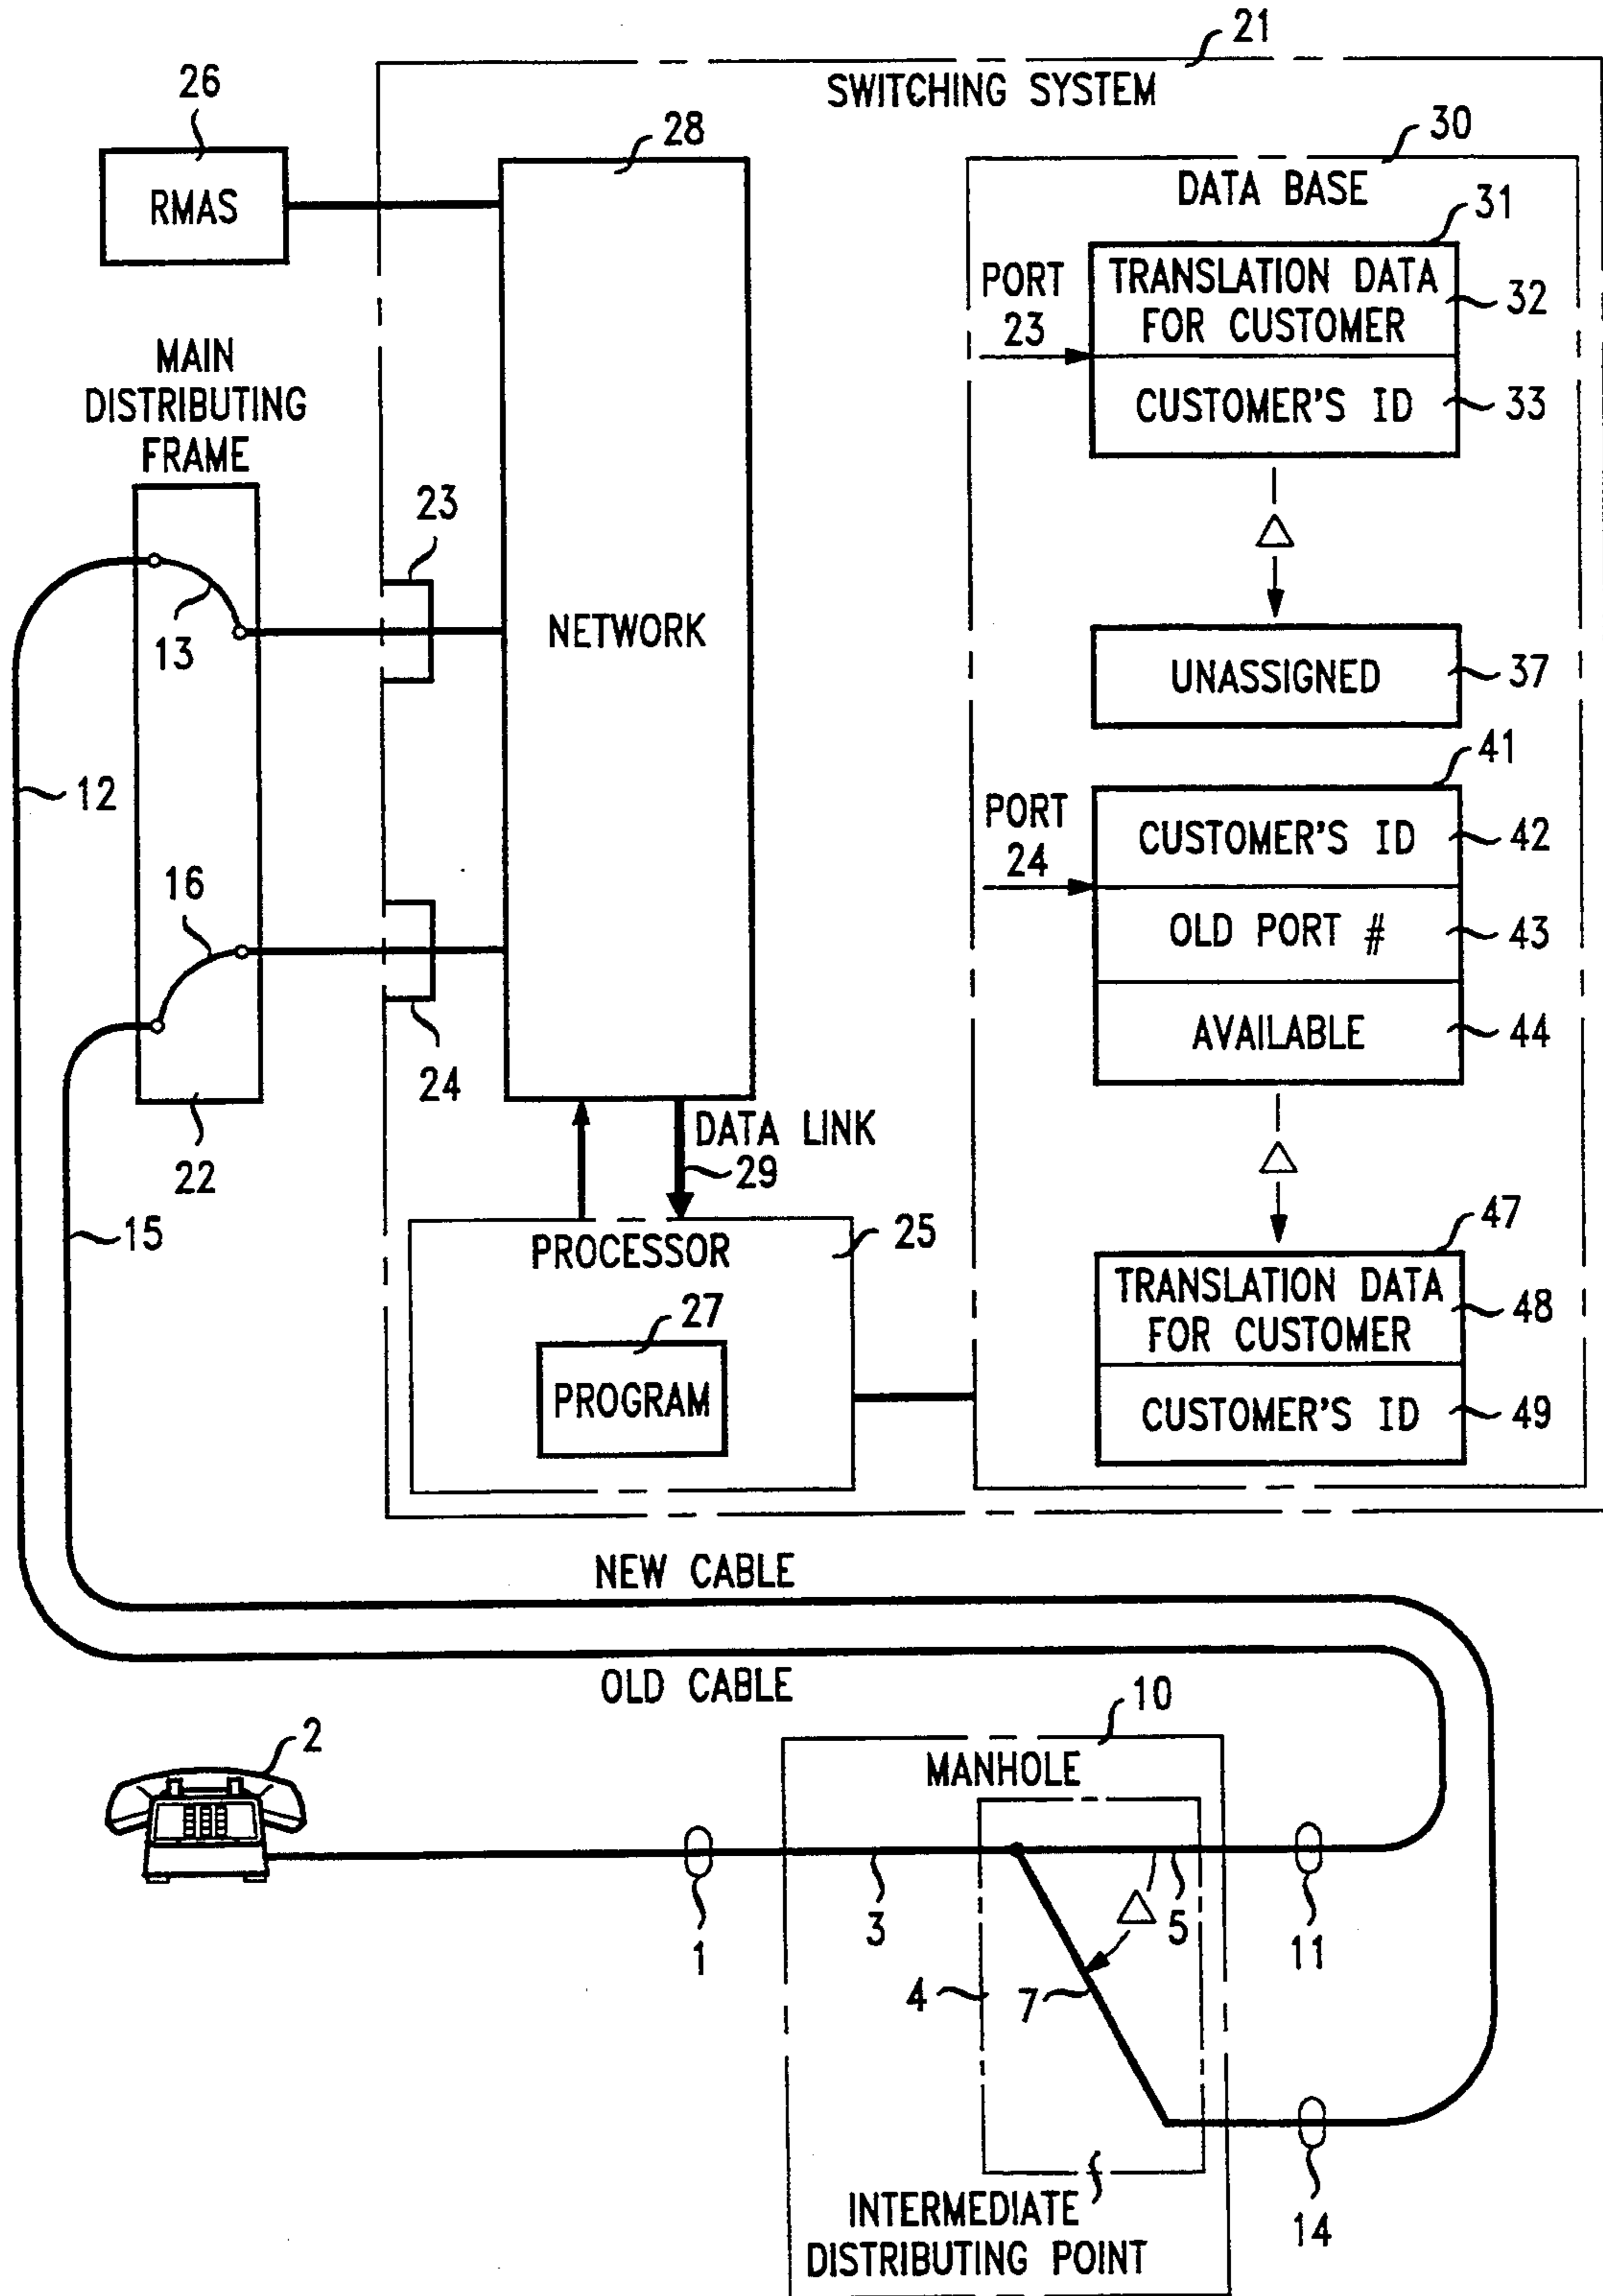 21
SWITCHING SYSTEM
26
RMAS
28
NETWORK
30
DATA BASE
31
PORT
23
TRANSLATION DATA
FOR CUSTOMER
32
CUSTOMER'S ID
33
MAIN
DISTRIBUTING
FRAME
23
13
UNASSIGNED
37
12
41
PORT
24
CUSTOMER'S ID
42
16
OLD PORT #
43
24
AVAILABLE
44
22
DATA LINK
29
15
PROCESSOR
25
27
PROGRAM
47
TRANSLATION DATA
FOR CUSTOMER
48
CUSTOMER'S ID
49
NEW CABLE
OLD CABLE
10
MANHOLE
2
1
3
5
11
4
7
14
INTERMEDIATE
DISTRIBUTING POINT